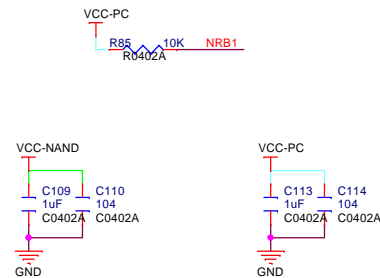 VCC-PC
R85 10K NRB1
R0402A
VCC-NAND VCC-PC
C109 C110 C113 C114
1uF 104 1uF 104
C0402A C0402A C0402A C0402A
GND GND